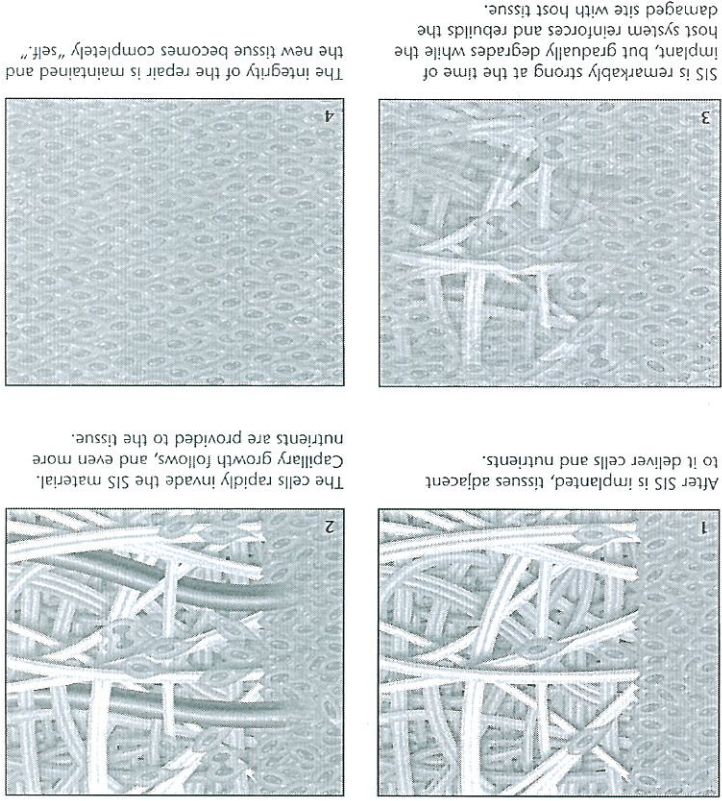 1
After SIS is implanted, tissues adjacent
to it deliver cells and nutrients.
2
The cells rapidly invade the SIS material.
Capillary growth follows, and even more
nutrients are provided to the tissue.
3
SIS is remarkably strong at the time of
implant, but gradually degrades while the
host system reinforces and rebuilds the
damaged site with host tissue.
4
The integrity of the repair is maintained and
the new tissue becomes completely “self.”